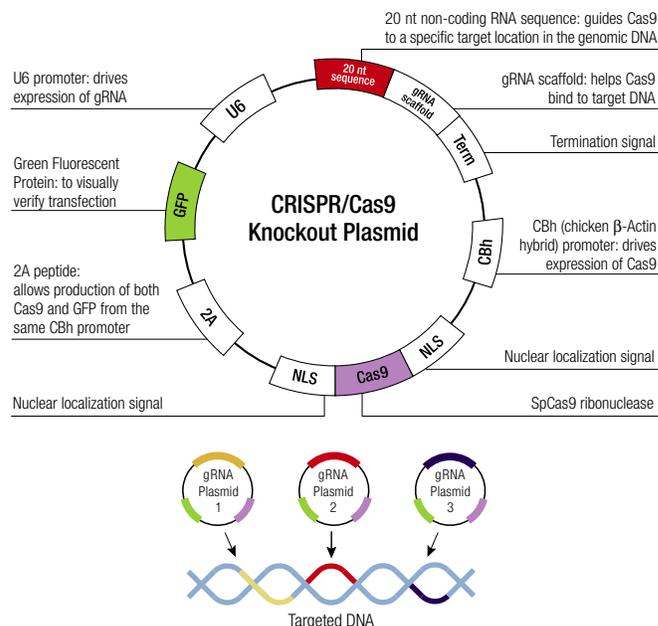 20 nt non-coding RNA sequence: guides Cas9
to a specific target location in the genomic DNA
U6 promoter: drives
expression of gRNA
20 nt
sequence
gRNA
scaffold
gRNA scaffold: helps Cas9
bind to target DNA
U6
Term
Termination signal
Green Fluorescent
Protein: to visually
verify transfection
GFP
CRISPR/Cas9
Knockout Plasmid
CBh
CBh (chicken β-Actin
hybrid) promoter: drives
expression of Cas9
2A peptide:
allows production of both
Cas9 and GFP from the
same CBh promoter
2A
NLS
Nuclear localization signal
NLS
Cas9
Nuclear localization signal
SpCas9 ribonuclease
gRNA
Plasmid
1
gRNA
Plasmid
2
gRNA
Plasmid
3
Targeted DNA